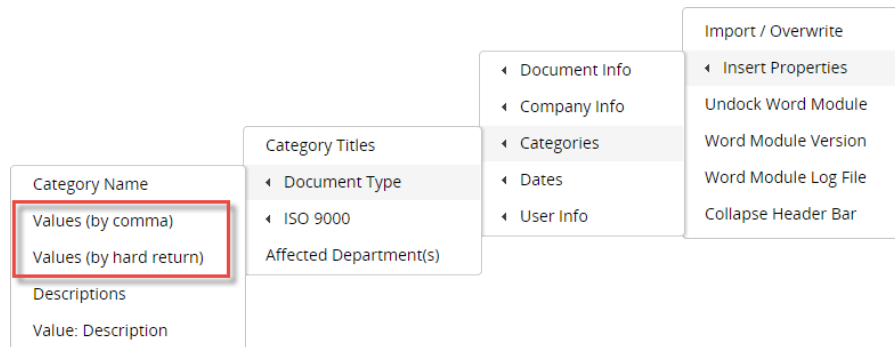 Import / Overwrite
Insert Properties
Undock Word Module
Word Module Version
Word Module Log File
Collapse Header Bar
Document Info
Company Info
Categories
Dates
User Info
Category Titles
Document Type
ISO 9000
Affected Department(s)
Category Name
Values (by comma)
Values (by hard return)
Descriptions
Value: Description